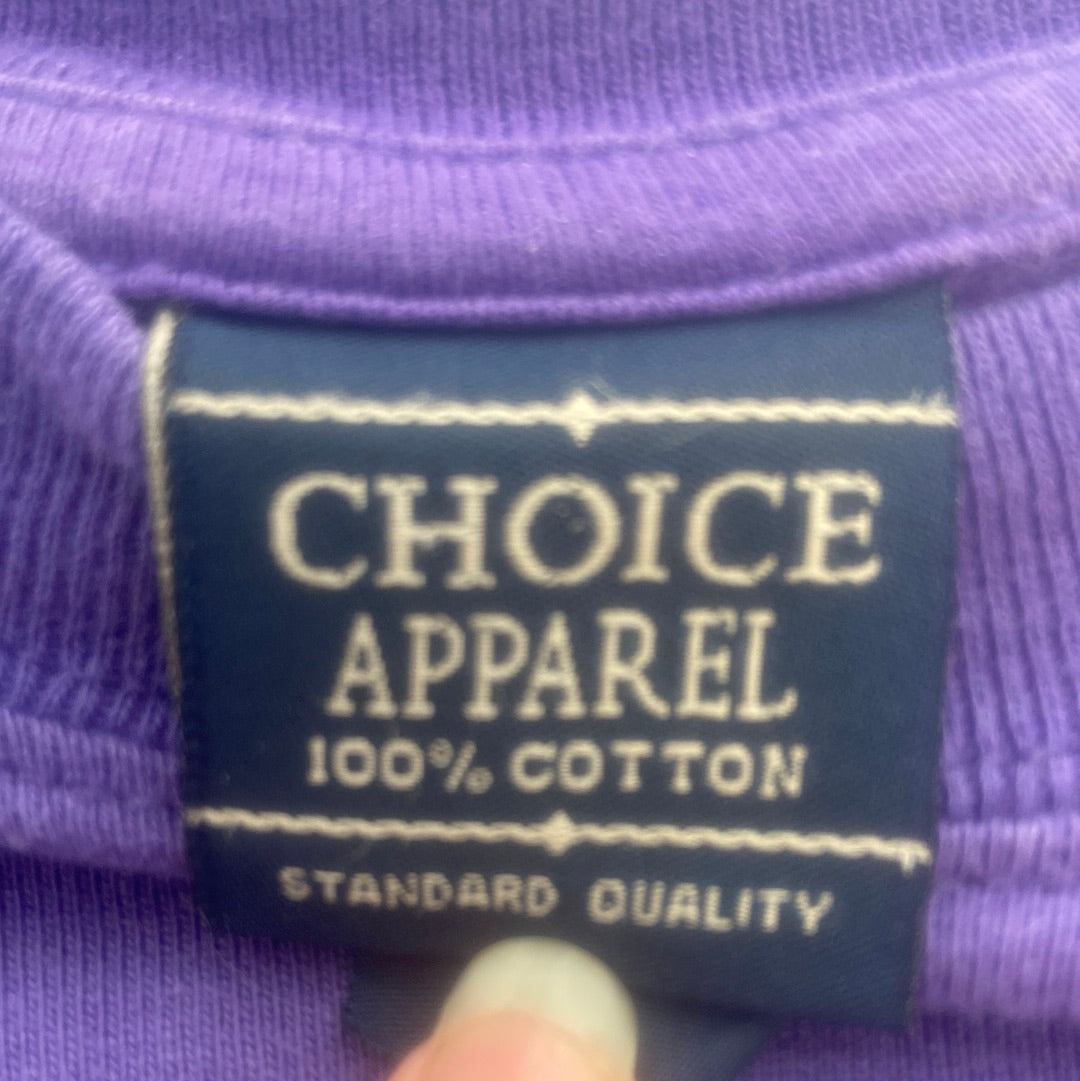 CHOICE
APPAREL
100% COTTON
STANDARD QUALITY